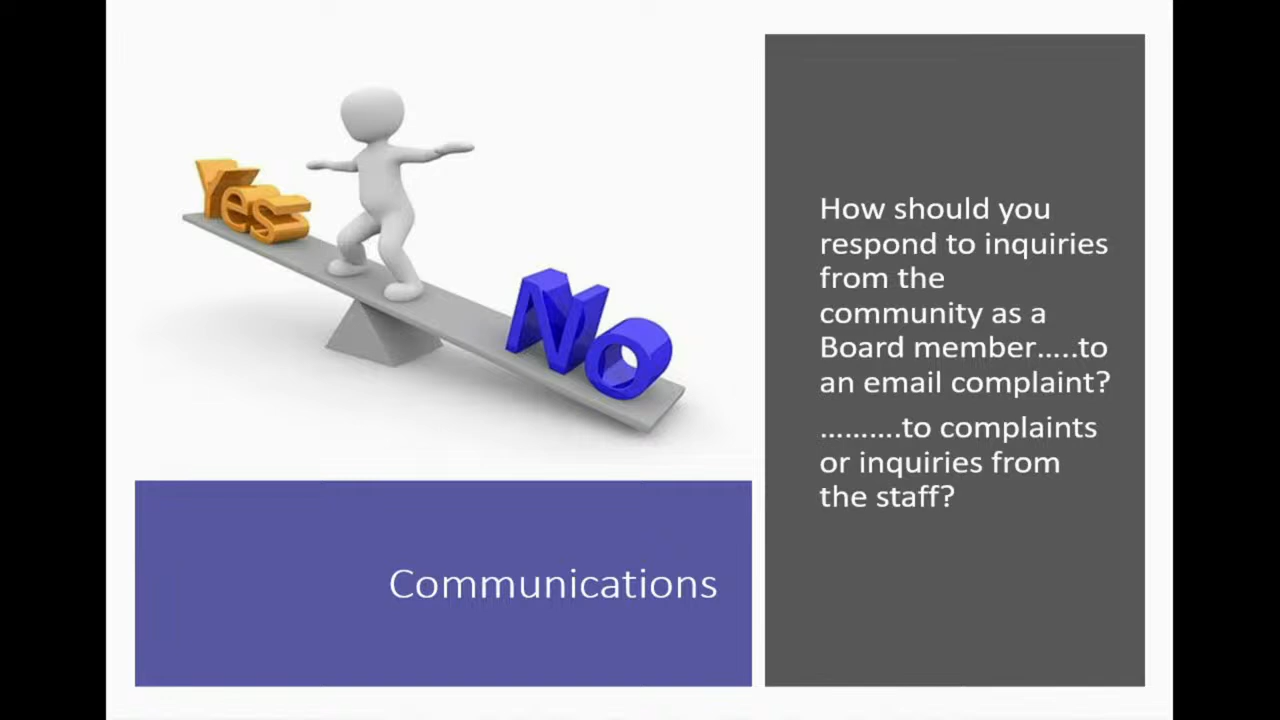 Yes
No
How should you
respond to inquiries
from the
community as a
Board member.....to
an email complaint?
..........to complaints
or inquiries from
the staff?
Communications